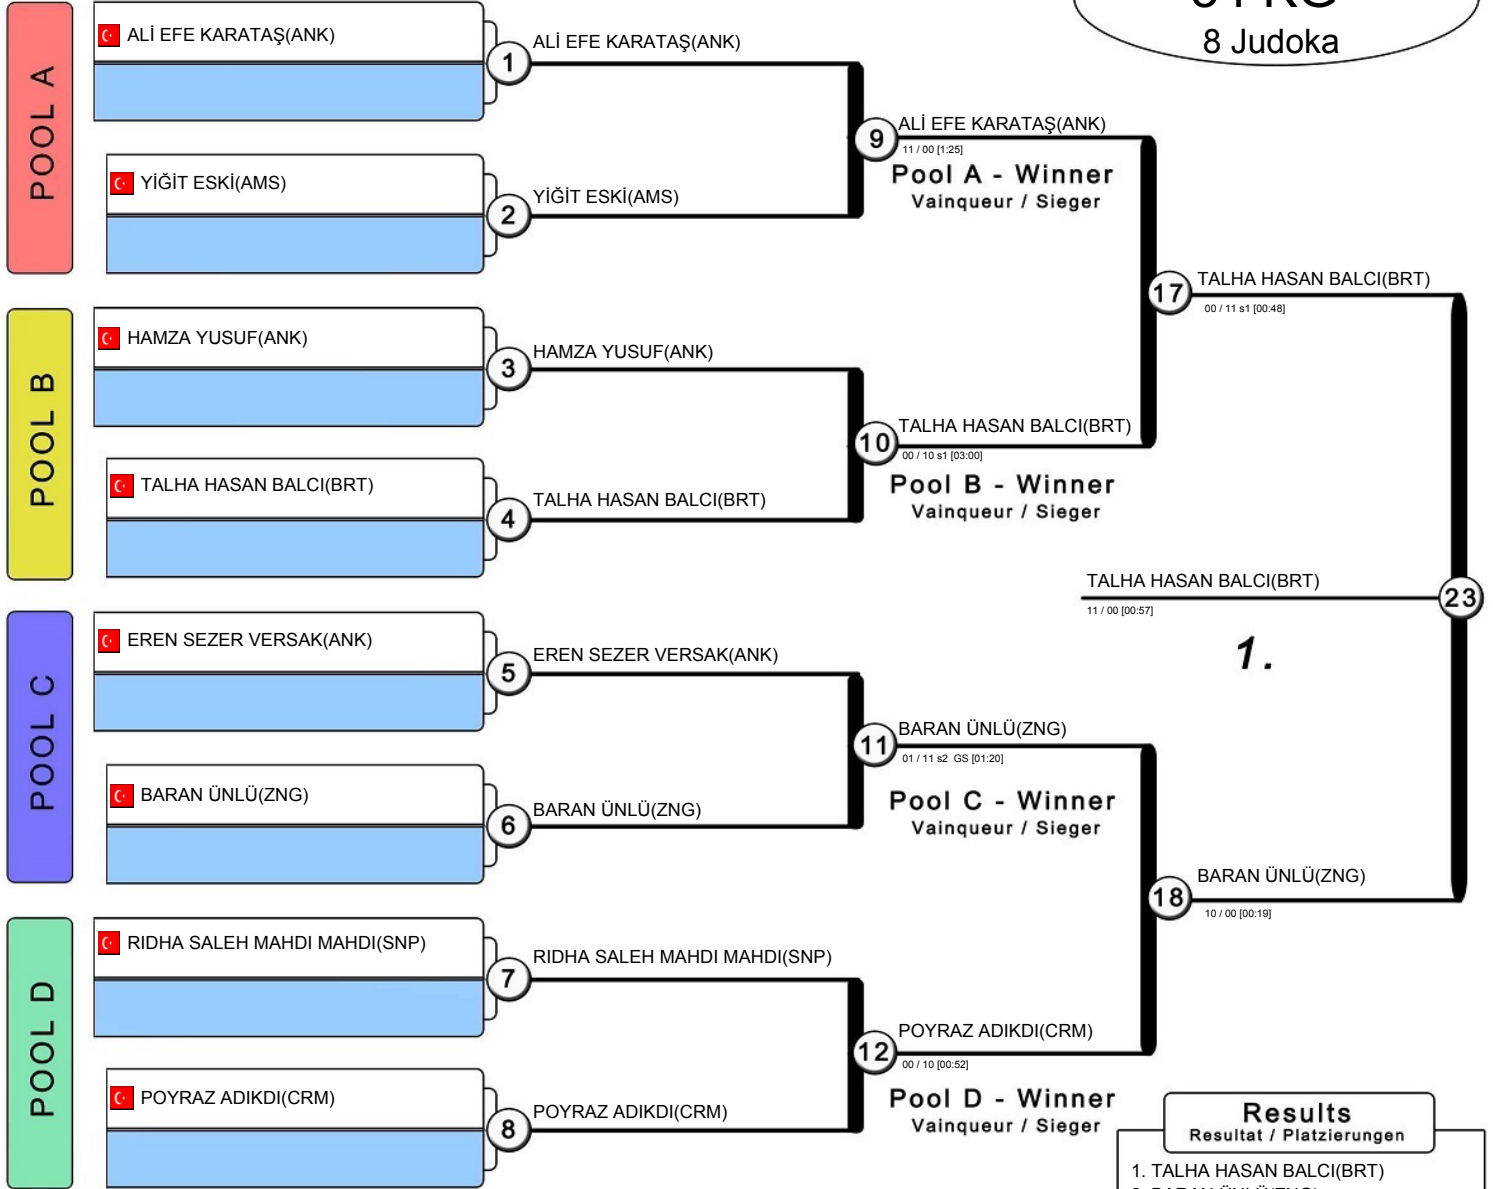 8 Judoka
POOL A
ALİ EFE KARATAŞ(ANK)
1
ALİ EFE KARATAŞ(ANK)
YİĞİT ESKİ(AMS)
2
YİĞİT ESKİ(AMS)
9
ALİ EFE KARATAŞ(ANK)
11 / 00 [1:25]
Pool A - Winner
Vainqueur / Sieger
POOL B
HAMZA YUSUF(ANK)
3
HAMZA YUSUF(ANK)
TALHA HASAN BALCI(BRT)
4
TALHA HASAN BALCI(BRT)
10
TALHA HASAN BALCI(BRT)
00 / 10 s1 [03:00]
Pool B - Winner
Vainqueur / Sieger
17
TALHA HASAN BALCI(BRT)
00 / 11 s1 [00:48]
TALHA HASAN BALCI(BRT)
23
11 / 00 [00:57]
1.
POOL C
EREN SEZER VERSAK(ANK)
5
EREN SEZER VERSAK(ANK)
BARAN ÜNLÜ(ZNG)
6
BARAN ÜNLÜ(ZNG)
11
BARAN ÜNLÜ(ZNG)
01 / 11 s2 GS [01:20]
Pool C - Winner
Vainqueur / Sieger
18
BARAN ÜNLÜ(ZNG)
10 / 00 [00:19]
POOL D
RIDHA SALEH MAHDI MAHDI(SNP)
7
RIDHA SALEH MAHDI MAHDI(SNP)
POYRAZ ADIKDI(CRM)
8
POYRAZ ADIKDI(CRM)
12
POYRAZ ADIKDI(CRM)
00 / 10 [00:52]
Pool D - Winner
Vainqueur / Sieger
Results
Resultat / Platzierungen
1. TALHA HASAN BALCI(BRT)